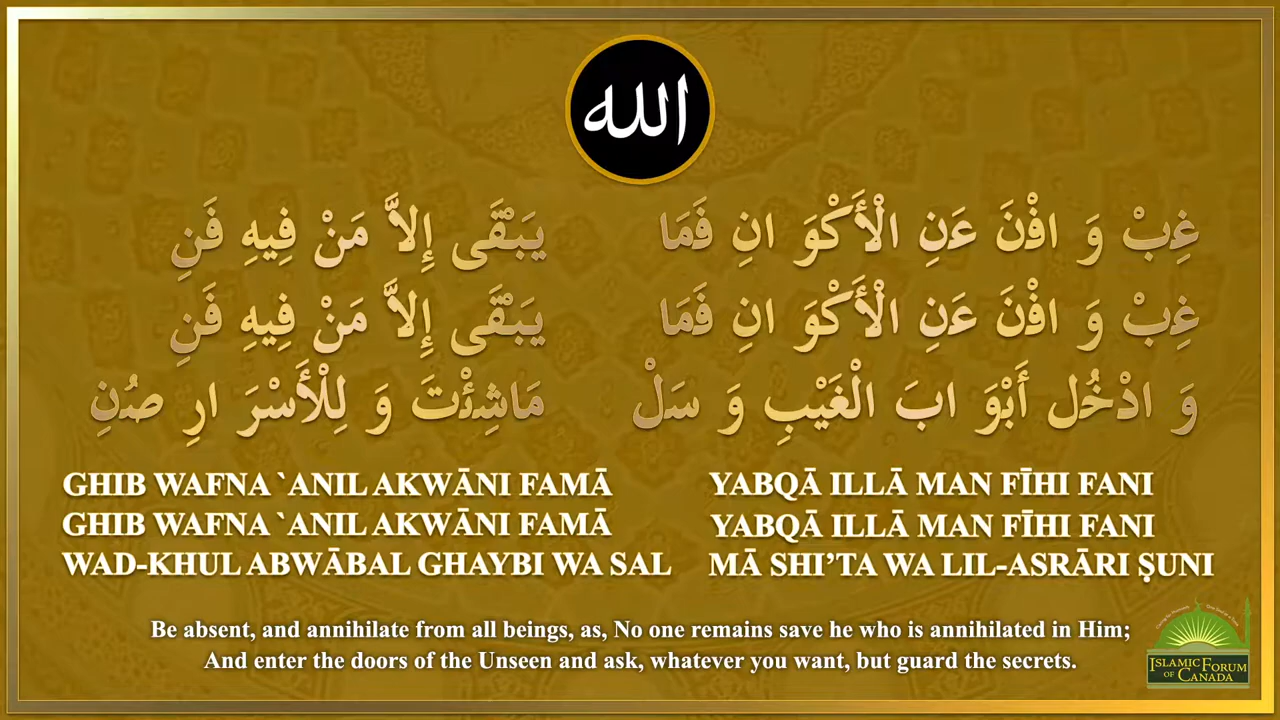 الله
غِبْ وَ افْنَ عَنِ الْأَكْوَ انِ فَمَا يَبْقَى إِلاَّ مَنْ فِيهِ فَنِ
غِبْ وَ افْنَ عَنِ الْأَكْوَ انِ فَمَا يَبْقَى إِلاَّ مَنْ فِيهِ فَنِ
وَ ادْخُل أَبْوَ ابَ الْغَيْبِ وَ سَلْ مَاشِئْتَ وَ لِلْأَسْرَ ارِ صُنِ
GHIB WAFNA `ANIL AKWĀNI FAMĀ YABQĀ ILLĀ MAN FĪHI FANI
GHIB WAFNA `ANIL AKWĀNI FAMĀ YABQĀ ILLĀ MAN FĪHI FANI
WAD-KHUL ABWĀBAL GHAYBI WA SAL MĀ SHI’TA WA LIL-ASRĀRI ṢUNI
Be absent, and annihilate from all beings, as, No one remains save he who is annihilated in Him;
And enter the doors of the Unseen and ask, whatever you want, but guard the secrets.
ISLAMIC FORUM
OF CANADA